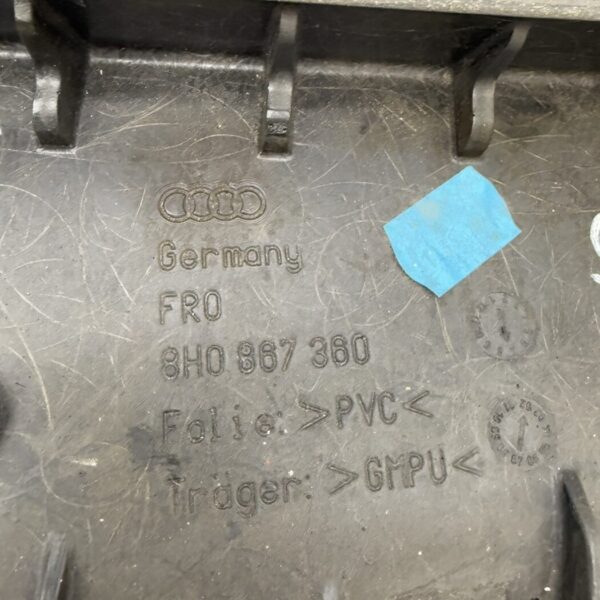 Germany
FRO
8H0 867 360
Folie: >PVC<
Träger: >GMPU<